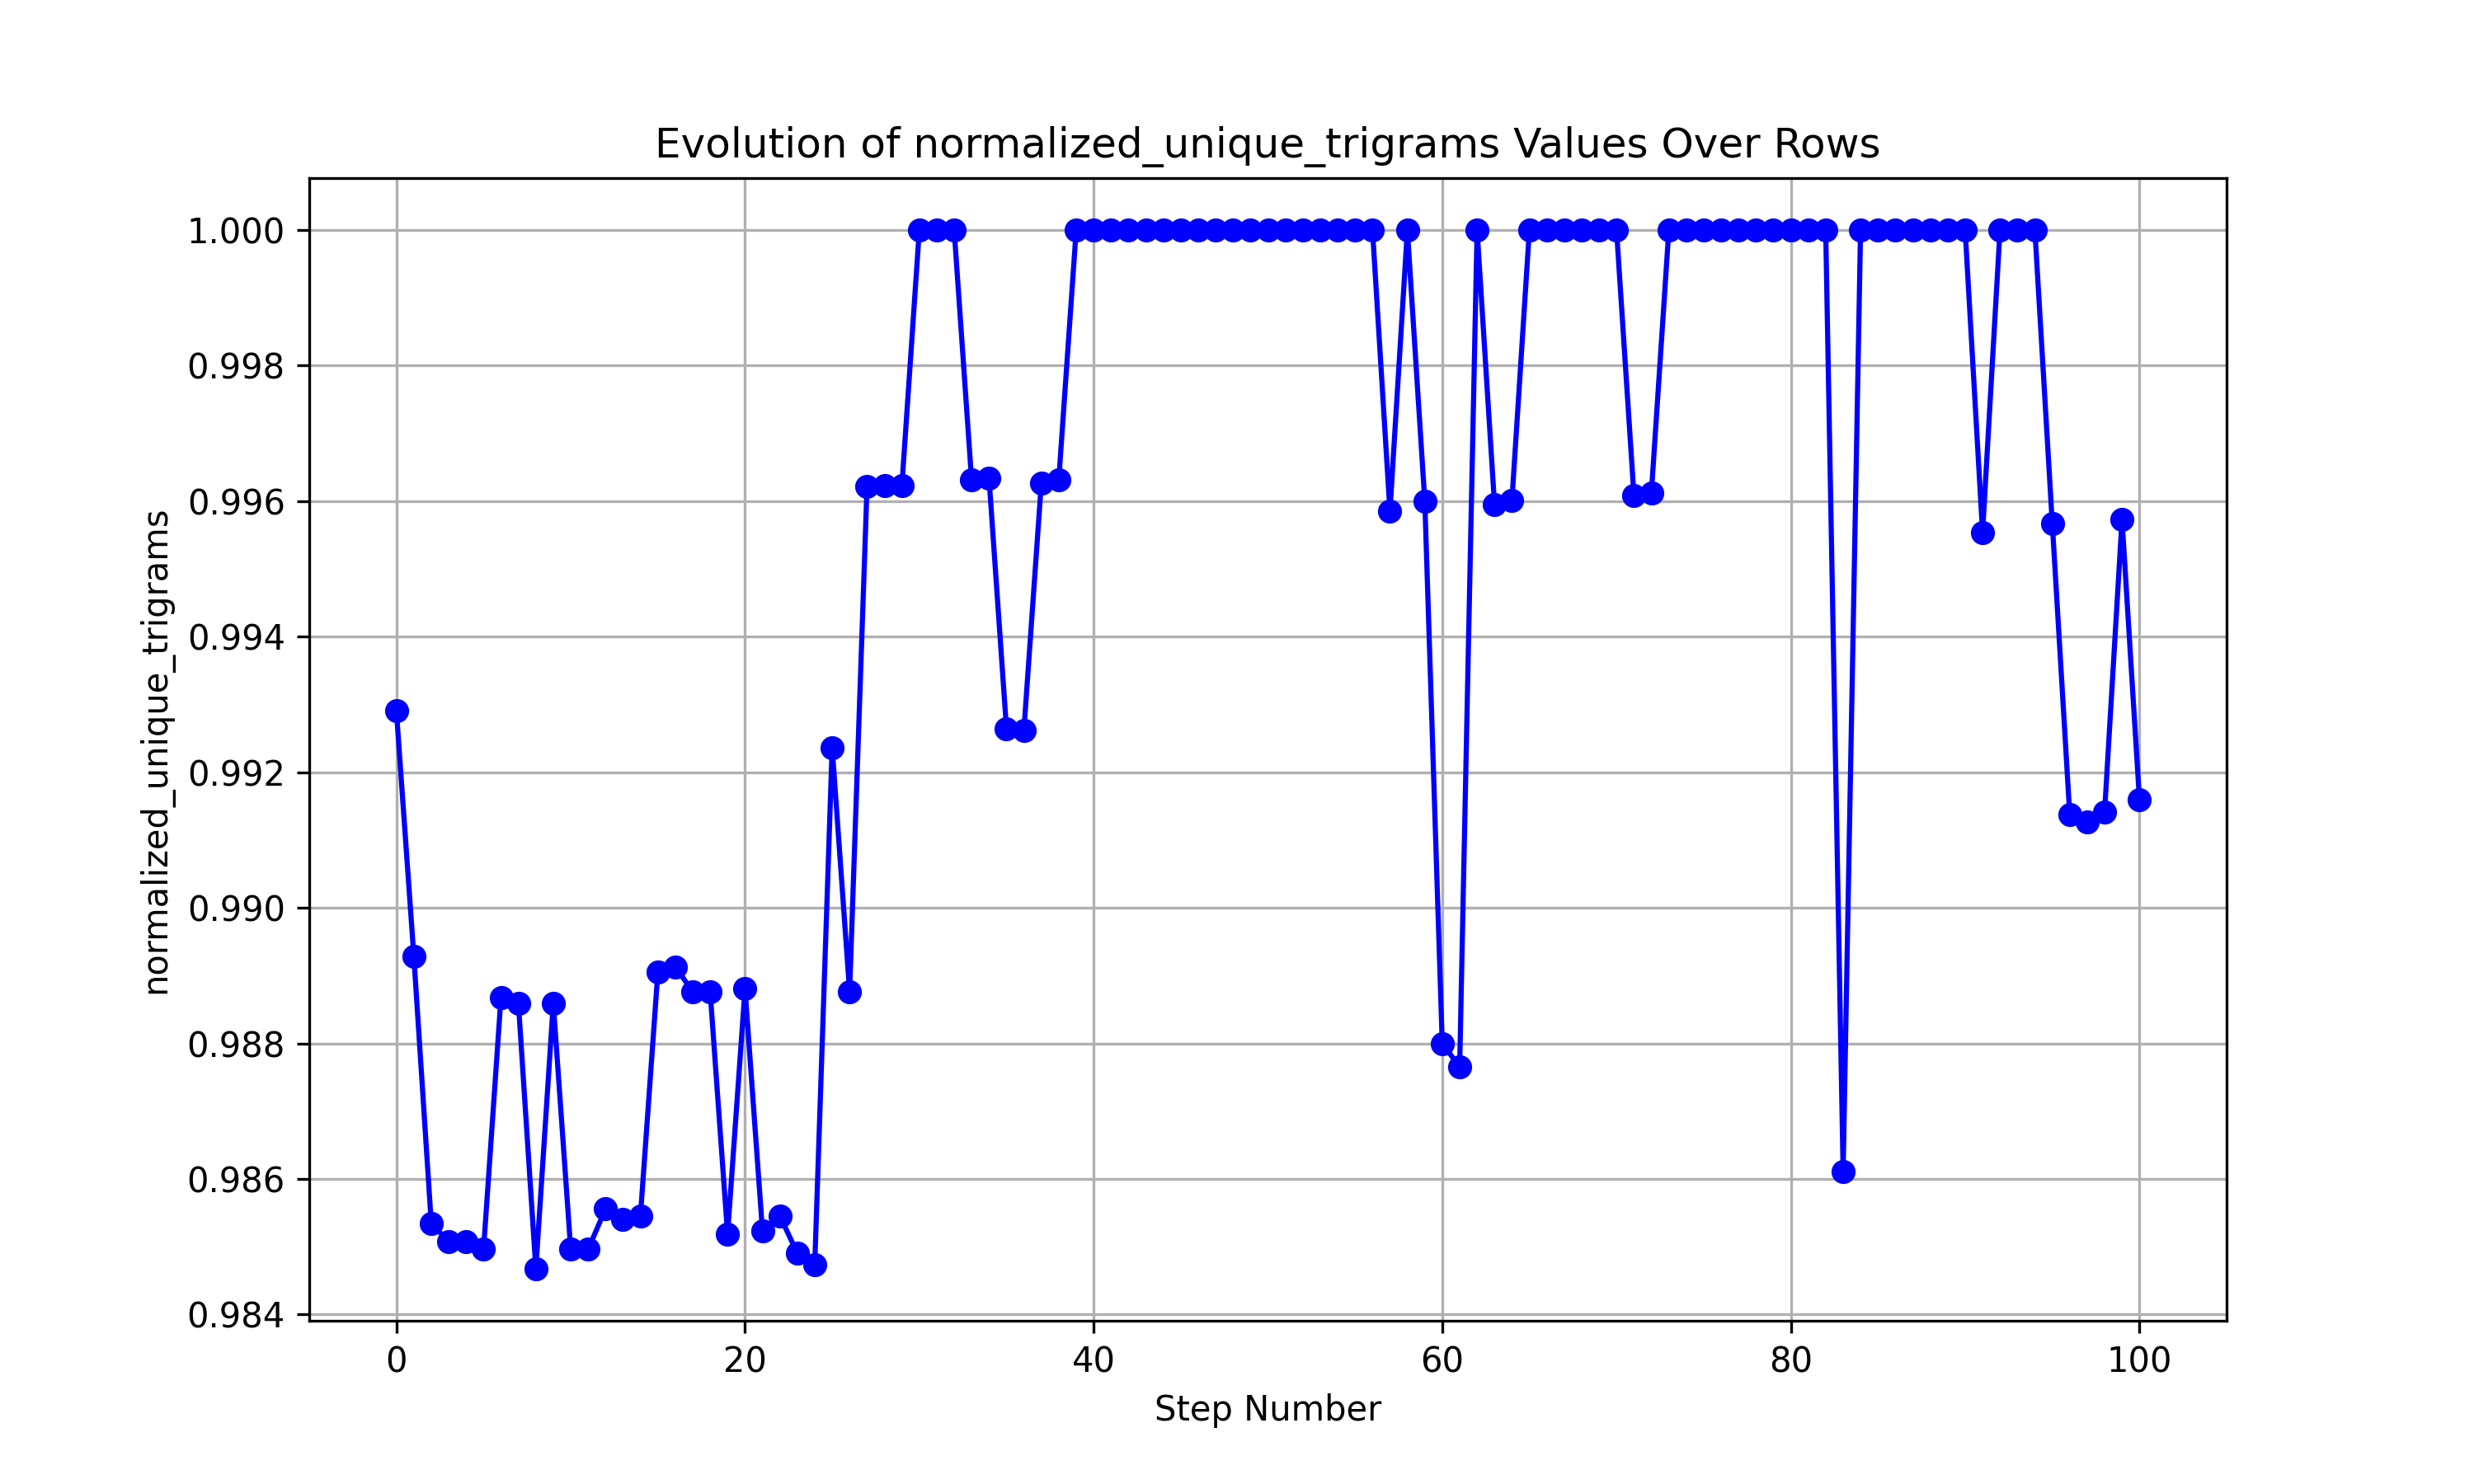 Evolution of normalized_unique_trigrams Values Over Rows
normalized_unique_trigrams
1.000
0.998
0.996
0.994
0.992
0.990
0.988
0.986
0.984
0 20 40 60 80 100
Step Number